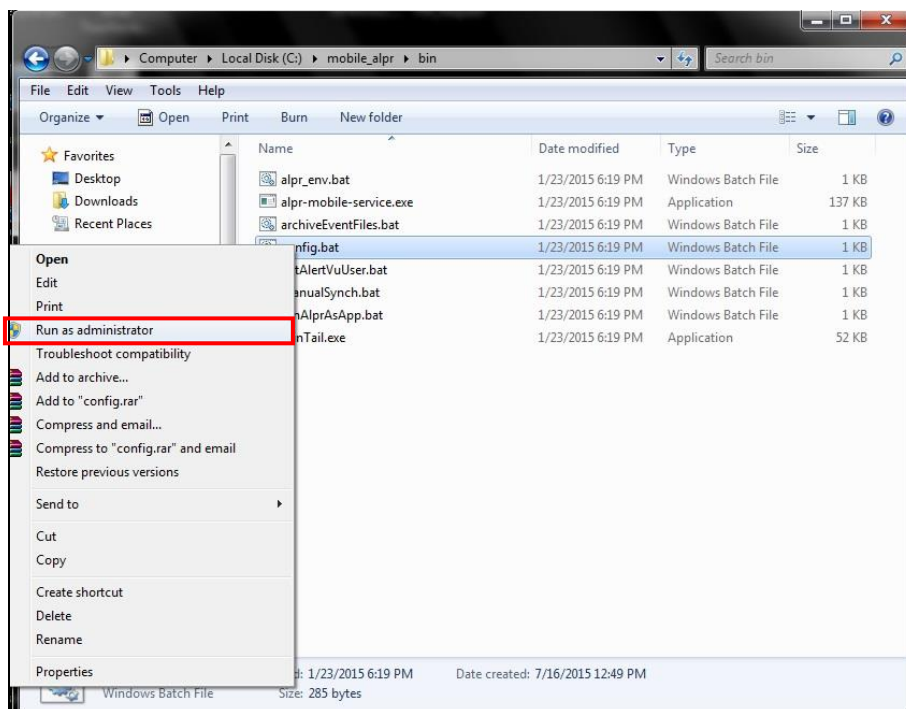 Computer ▸ Local Disk (C:) ▸ mobile_alpr ▸ bin
Search bin
File Edit View Tools Help
Organize Open Print Burn New folder
Favorites
Desktop
Downloads
Recent Places
Name Date modified Type Size
alpr_env.bat 1/23/2015 6:19 PM Windows Batch File 1 KB
alpr-mobile-service.exe 1/23/2015 6:19 PM Application 137 KB
archiveEventFiles.bat 1/23/2015 6:19 PM Windows Batch File 1 KB
nfig.bat 1/23/2015 6:19 PM Windows Batch File 1 KB
tAlertVuUser.bat 1/23/2015 6:19 PM Windows Batch File 1 KB
anualSynch.bat 1/23/2015 6:19 PM Windows Batch File 1 KB
nAlprAsApp.bat 1/23/2015 6:19 PM Windows Batch File 1 KB
nTail.exe 1/23/2015 6:19 PM Application 52 KB
Open
Edit
Print
Run as administrator
Troubleshoot compatibility
Add to archive...
Add to "config.rar"
Compress and email...
Compress to "config.rar" and email
Restore previous versions
Send to
Cut
Copy
Create shortcut
Delete
Rename
Properties
d: 1/23/2015 6:19 PM Date created: 7/16/2015 12:49 PM
Windows Batch File Size: 285 bytes